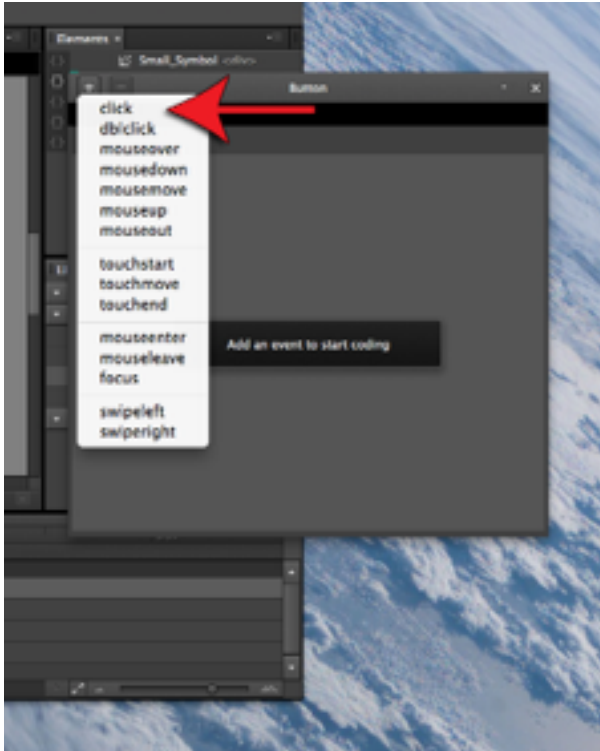 Elements
Small_Symbol <div>
Button
click
dblclick
mouseover
mousedown
mousemove
mouseup
mouseout
touchstart
touchmove
touchend
mouseenter
mouseleave
focus
swipeleft
swiperight
Add an event to start coding